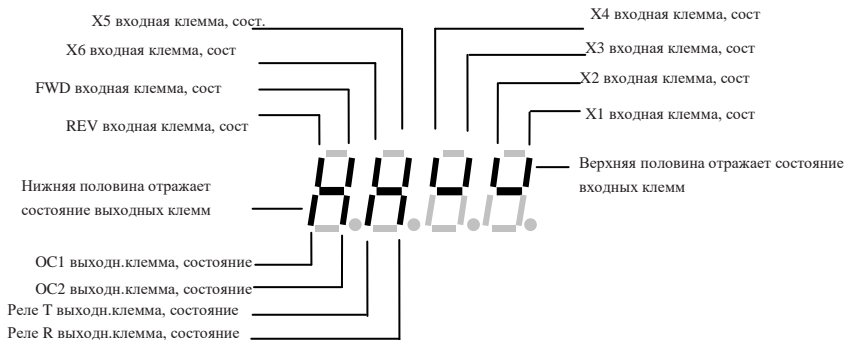 X5 входная клемма, сост.
X6 входная клемма, сост
FWD входная клемма, сост
REV входная клемма, сост
X4 входная клемма, сост
X3 входная клемма, сост
X2 входная клемма, сост
X1 входная клемма, сост
Верхняя половина отражает состояние
входных клемм
Нижняя половина отражает
состояние выходных клемм
OC1 выходн.клемма, состояние
OC2 выходн.клемма, состояние
Реле T выходн.клемма, состояние
Реле R выходн.клемма, состояние